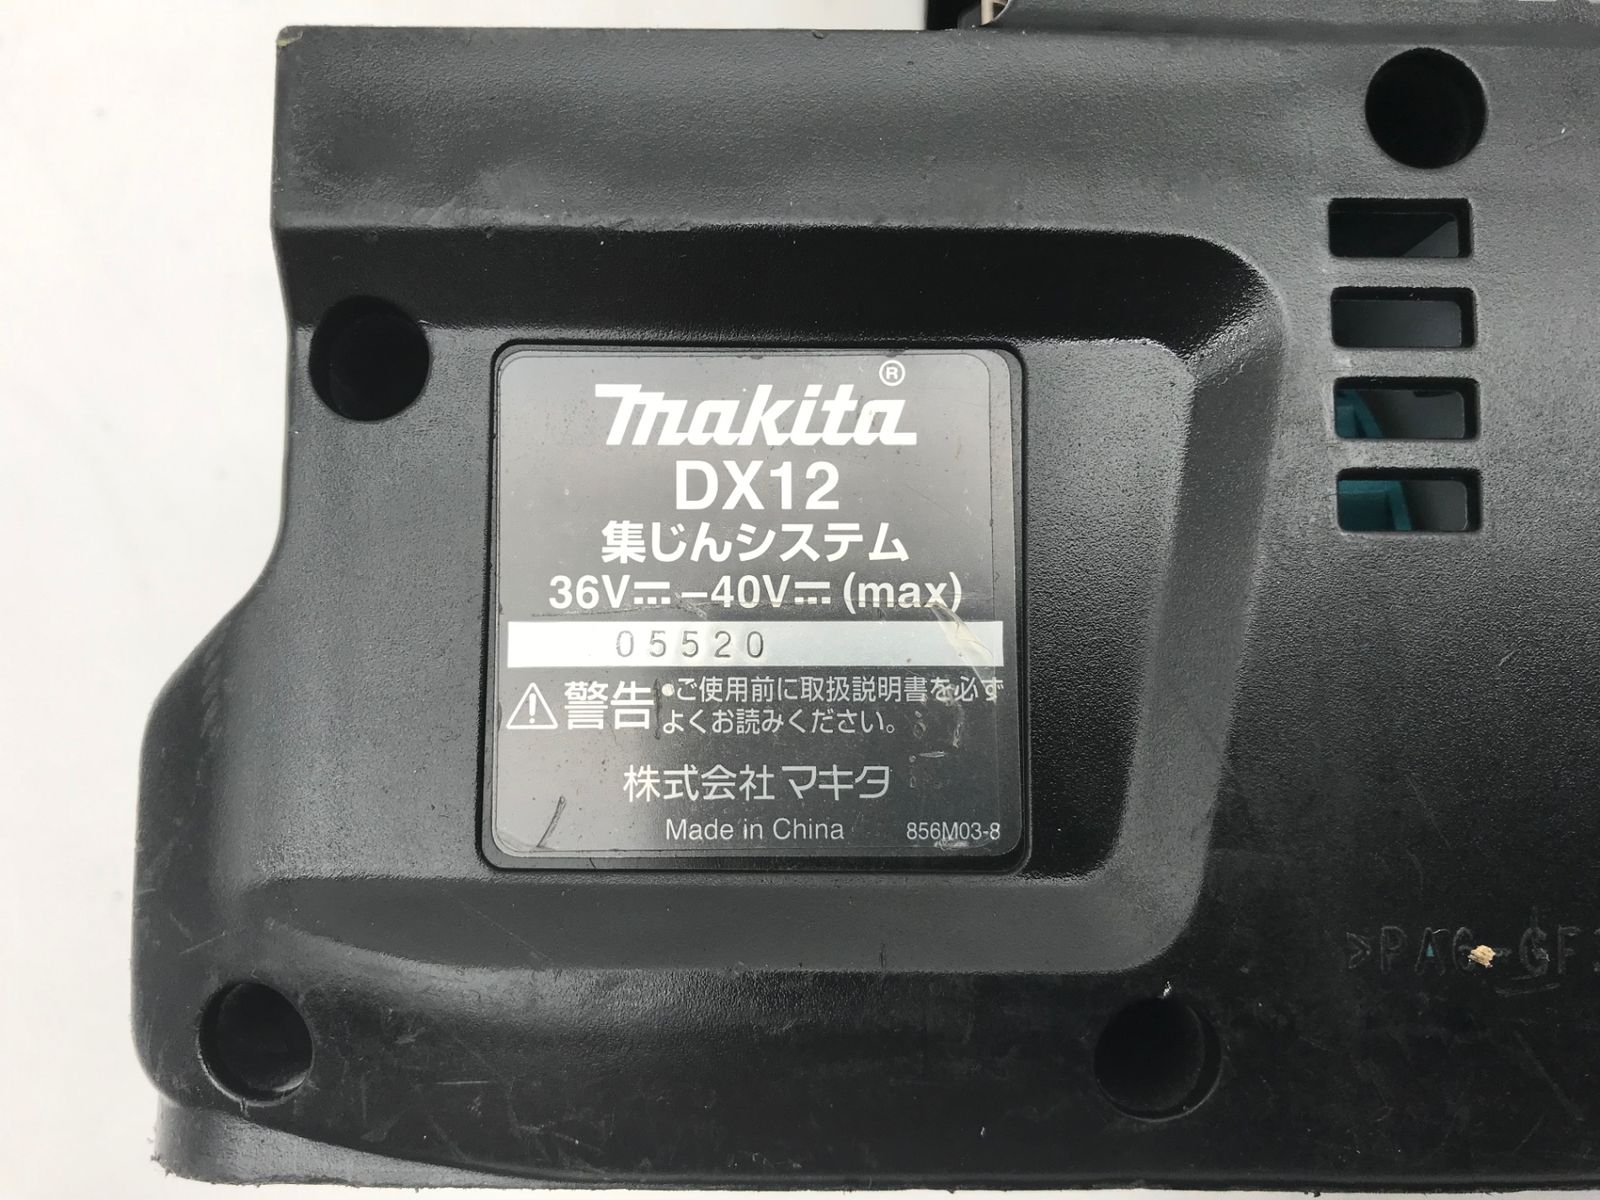 makita®
DX12
集じんシステム
36V⎓–40V⎓(max)
05520
⚠警告 •ご使用前に取扱説明書を必ず
よくお読みください。
株式会社マキタ
Made in China 856M03-8
>PA6-GF